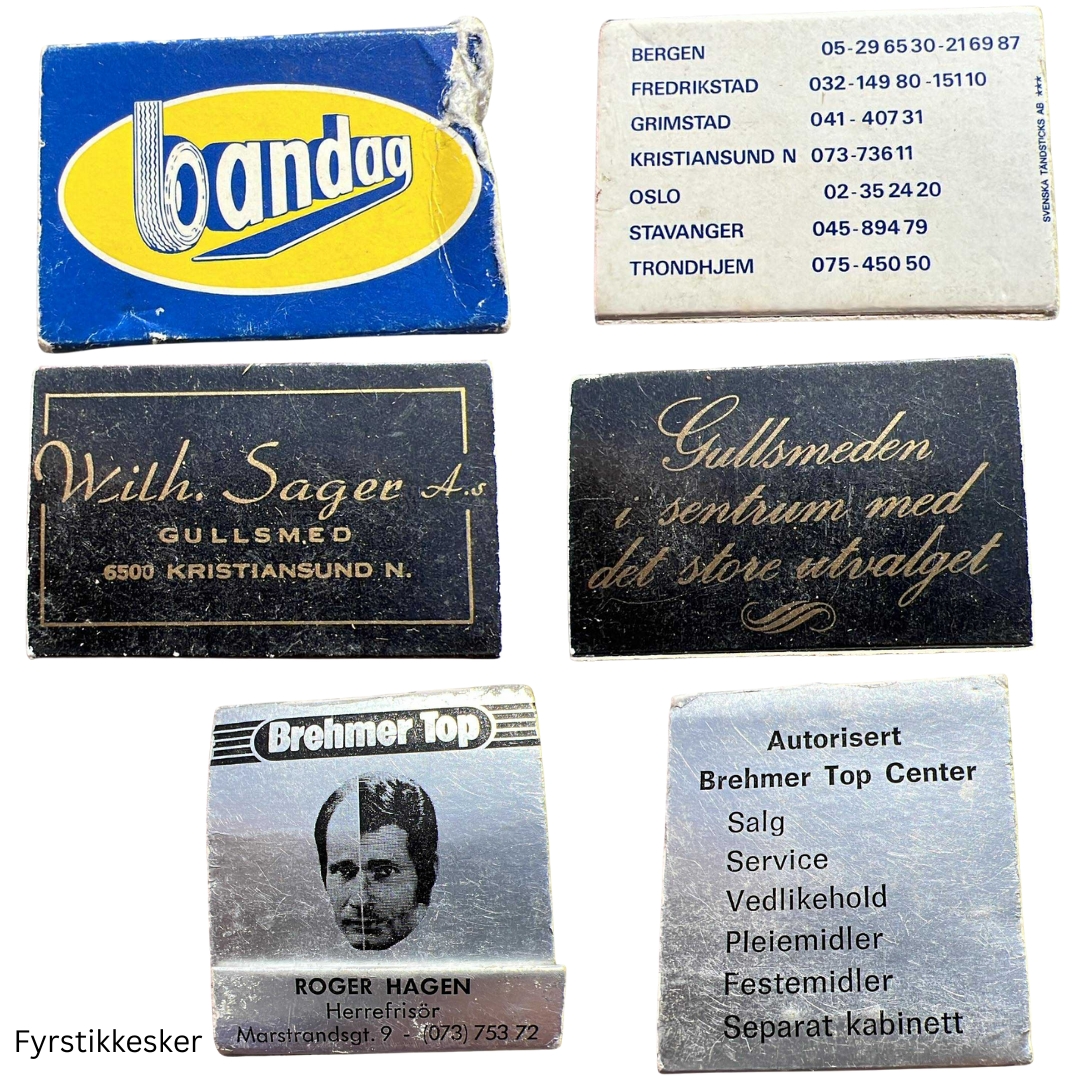 bandag
BERGEN 05-29 65 30 -21 69 87
FREDRIKSTAD 032-149 80 -15110
GRIMSTAD 041 - 407 31
KRISTIANSUND N 073-736 11
OSLO 02-35 24 20
STAVANGER 045-894 79
TRONDHJEM 075-450 50
SVENSKA TÄNDSTICKS AB ★★★
Wilh. Sager A.s
GULLSMED
6500 KRISTIANSUND N.
Gullsmeden
i sentrum med
det store utvalget
Brehmer Top
ROGER HAGEN
Herrefrisör
Marstrandsgt. 9 - (073) 753 72
Autorisert
Brehmer Top Center
Salg
Service
Vedlikehold
Pleiemidler
Festemidler
Separat kabinett
Fyrstikkesker